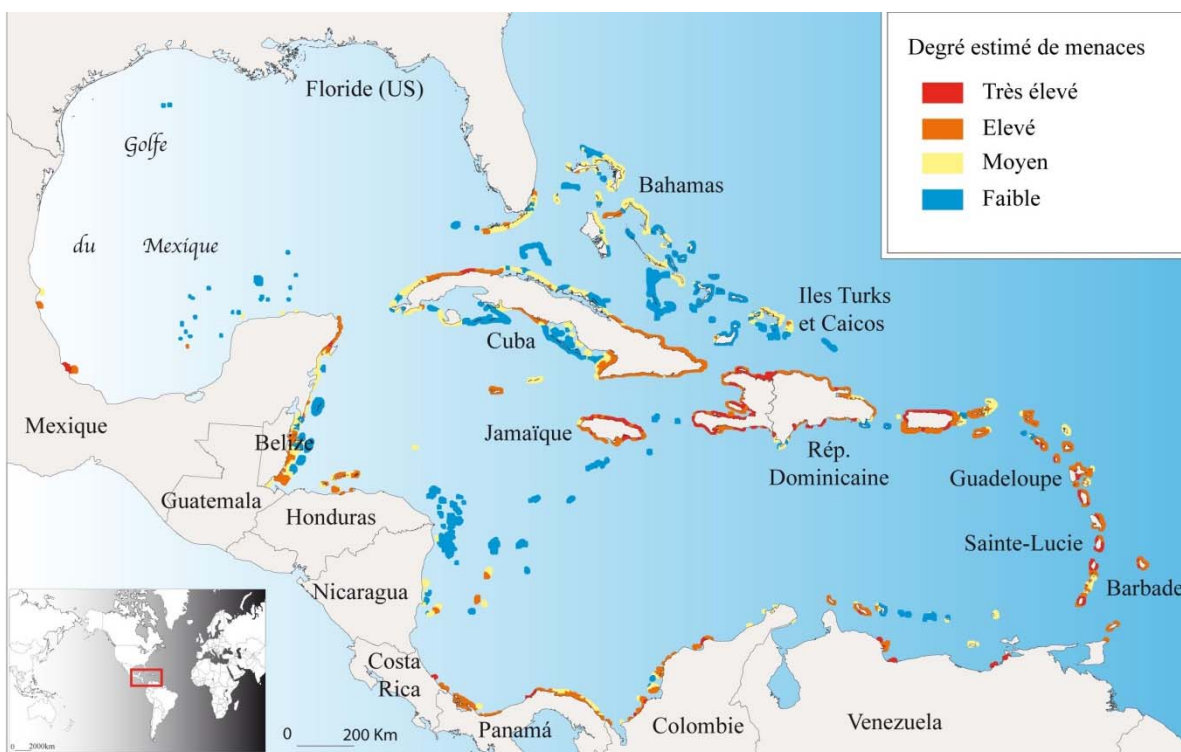 Degré estimé de menaces
Très élevé
Elevé
Moyen
Faible
Floride (US)
Golfe
du Mexique
Bahamas
Iles Turks
et Caicos
Cuba
Mexique
Belize
Jamaïque
Rép.
Dominicaine
Guadeloupe
Guatemala
Honduras
Sainte-Lucie
Nicaragua
Barbade
Costa
Rica
Panamá
Colombie
Venezuela
0 200 Km
0 2000Km